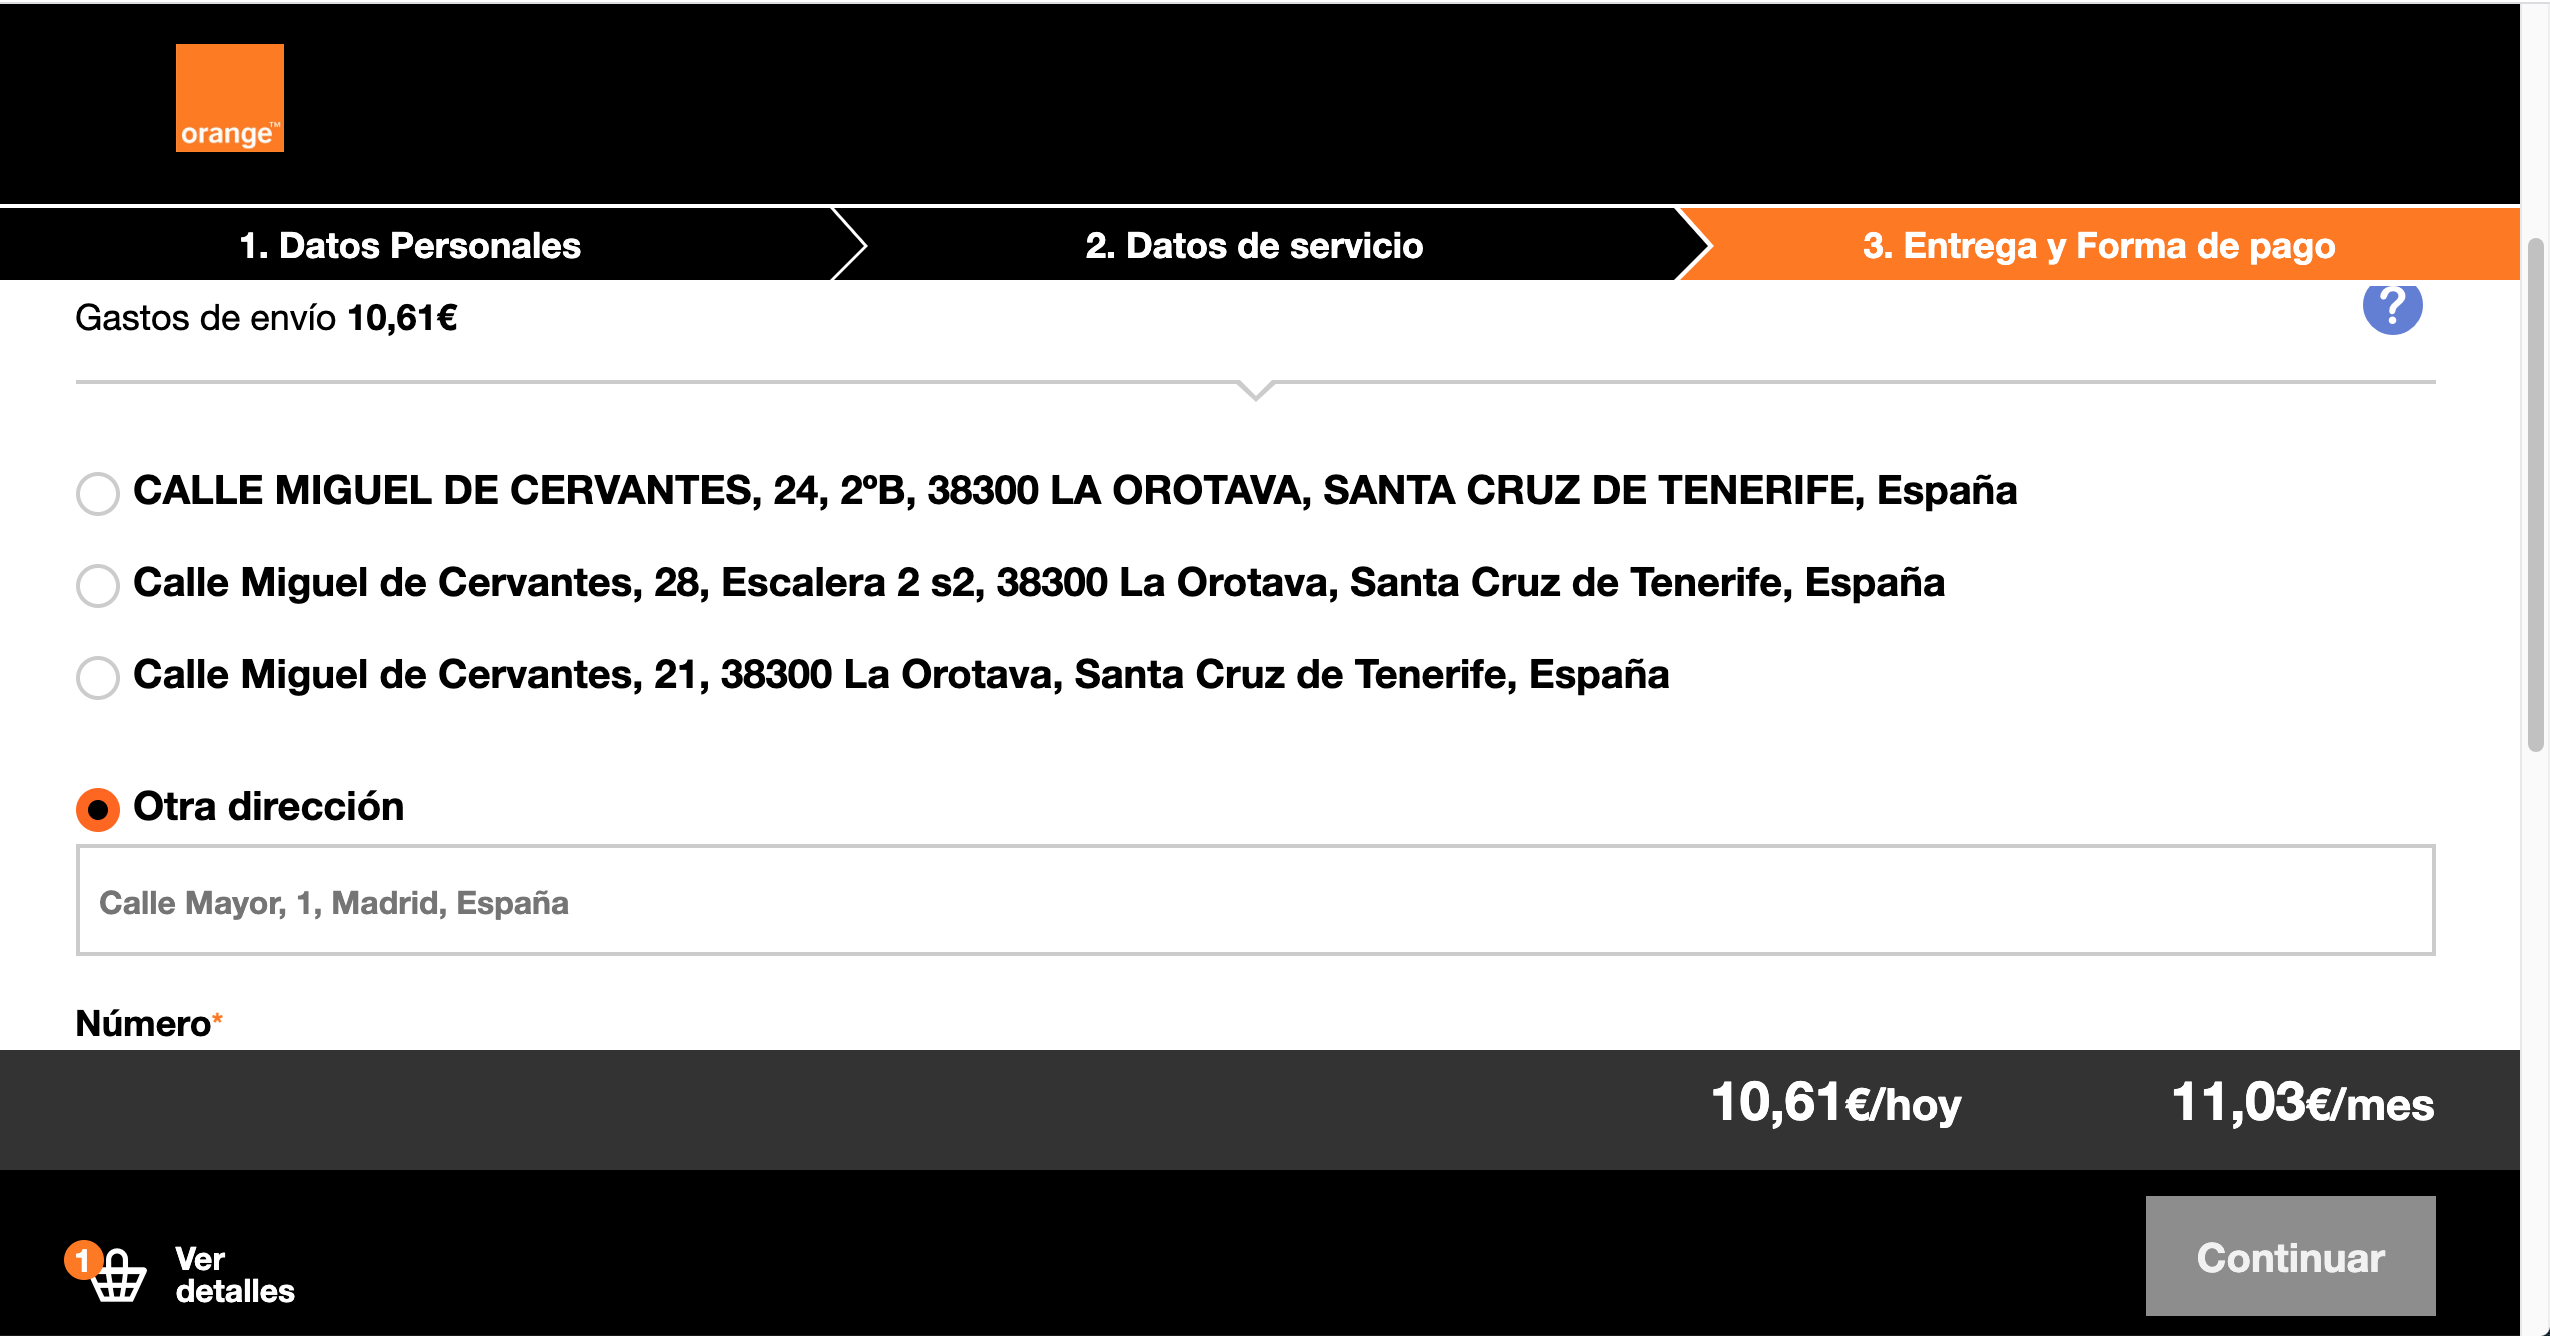 orange™
1. Datos Personales
2. Datos de servicio
3. Entrega y Forma de pago
Gastos de envío 10,61€
?
CALLE MIGUEL DE CERVANTES, 24, 2ºB, 38300 LA OROTAVA, SANTA CRUZ DE TENERIFE, España
Calle Miguel de Cervantes, 28, Escalera 2 s2, 38300 La Orotava, Santa Cruz de Tenerife, España
Calle Miguel de Cervantes, 21, 38300 La Orotava, Santa Cruz de Tenerife, España
Otra dirección
Calle Mayor, 1, Madrid, España
Número*
10,61€/hoy
11,03€/mes
1
Ver
detalles
Continuar